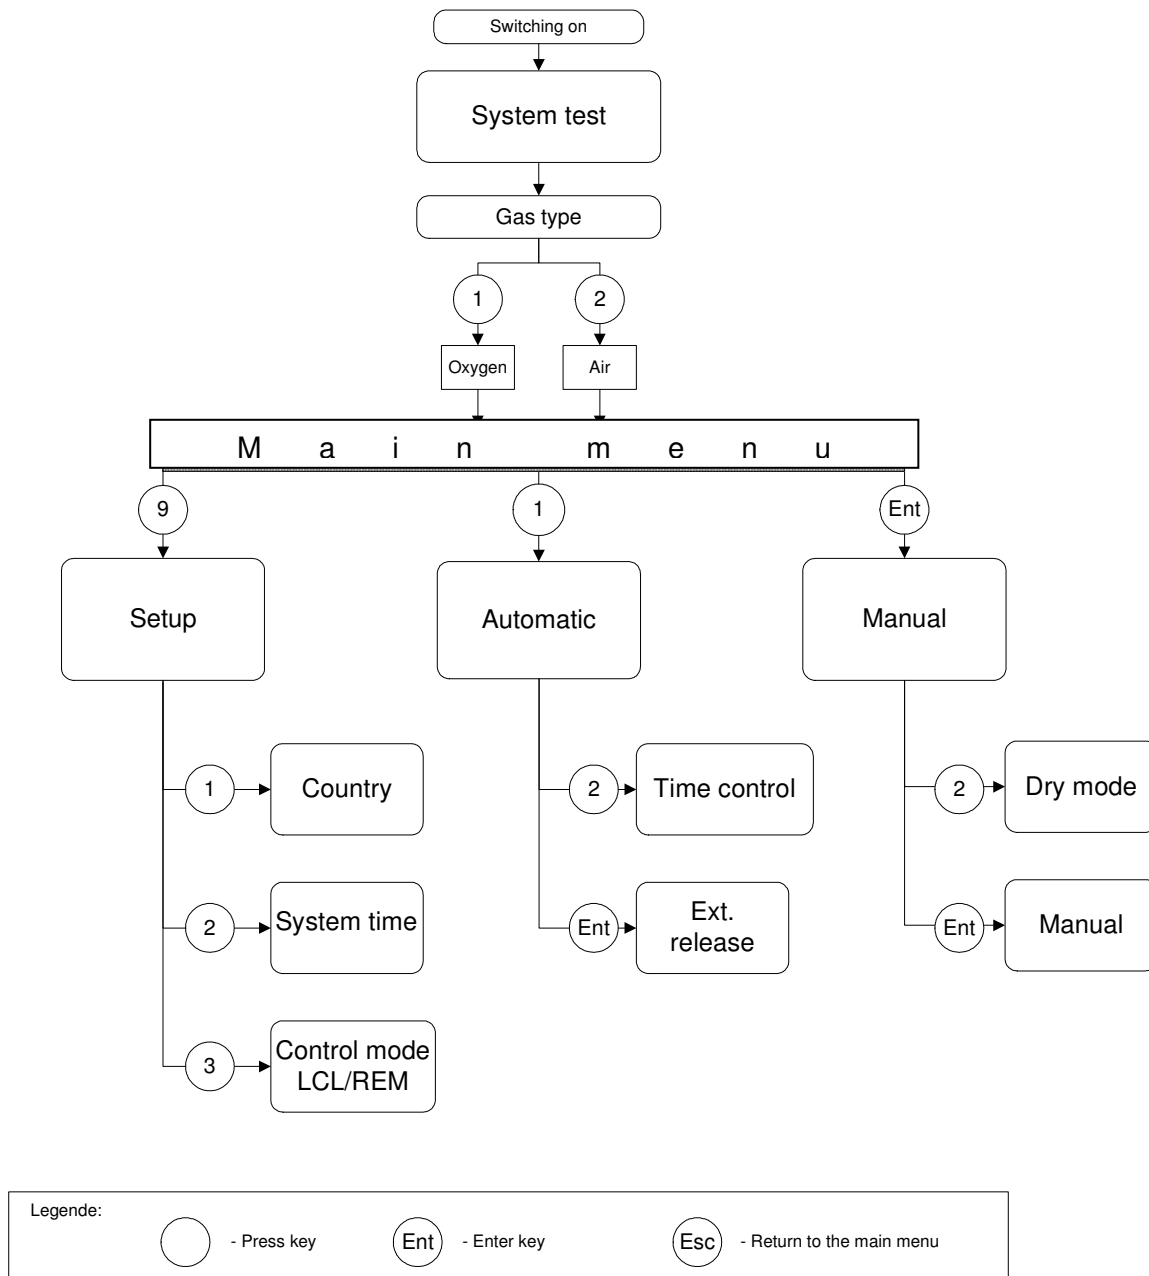 Switching on
System test
Gas type
1
2
Oxygen
Air
Main menu
9
1
Ent
Setup
Automatic
Manual
1
Country
2
Time control
2
Dry mode
2
System time
Ent
Ext.
release
Ent
Manual
3
Control mode
LCL/REM
Legende:
- Press key
Ent
- Enter key
Esc
- Return to the main menu